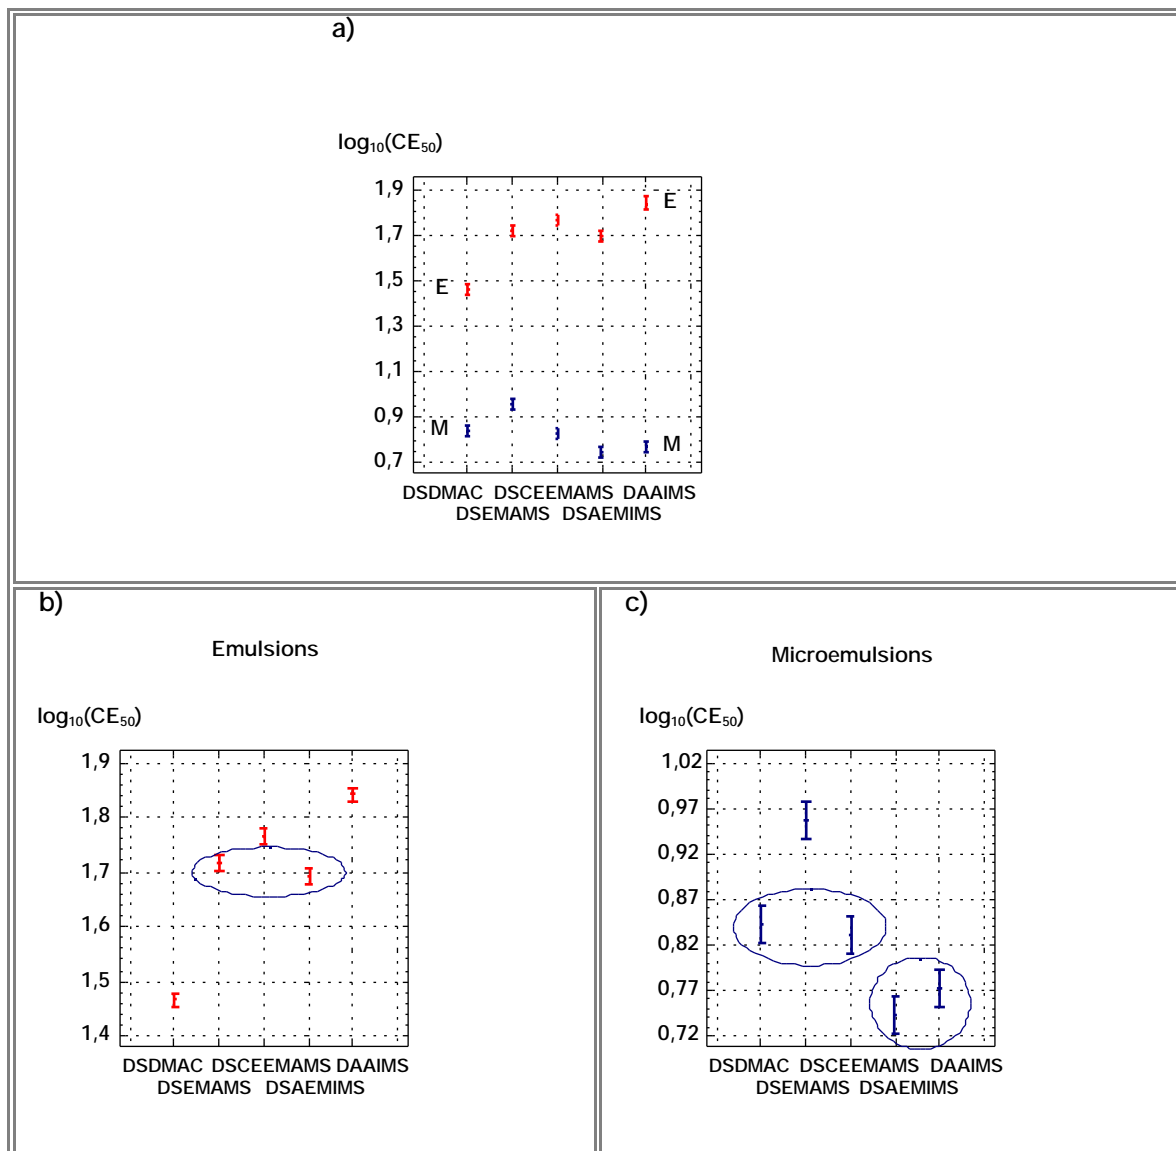 a)
log₁₀(CE₅₀)
1,9
E
1,7
1,5
E
1,3
1,1
0,9
M
M
0,7
DSDMAC DSCEEMAMS DAAIMS
DSEMAMS DSAEMIMS
b)
Emulsions
log₁₀(CE₅₀)
1,9
1,8
1,7
1,6
1,5
1,4
DSDMAC DSCEEMAMS DAAIMS
DSEMAMS DSAEMIMS
c)
Microemulsions
log₁₀(CE₅₀)
1,02
0,97
0,92
0,87
0,82
0,77
0,72
DSDMAC DSCEEMAMS DAAIMS
DSEMAMS DSAEMIMS